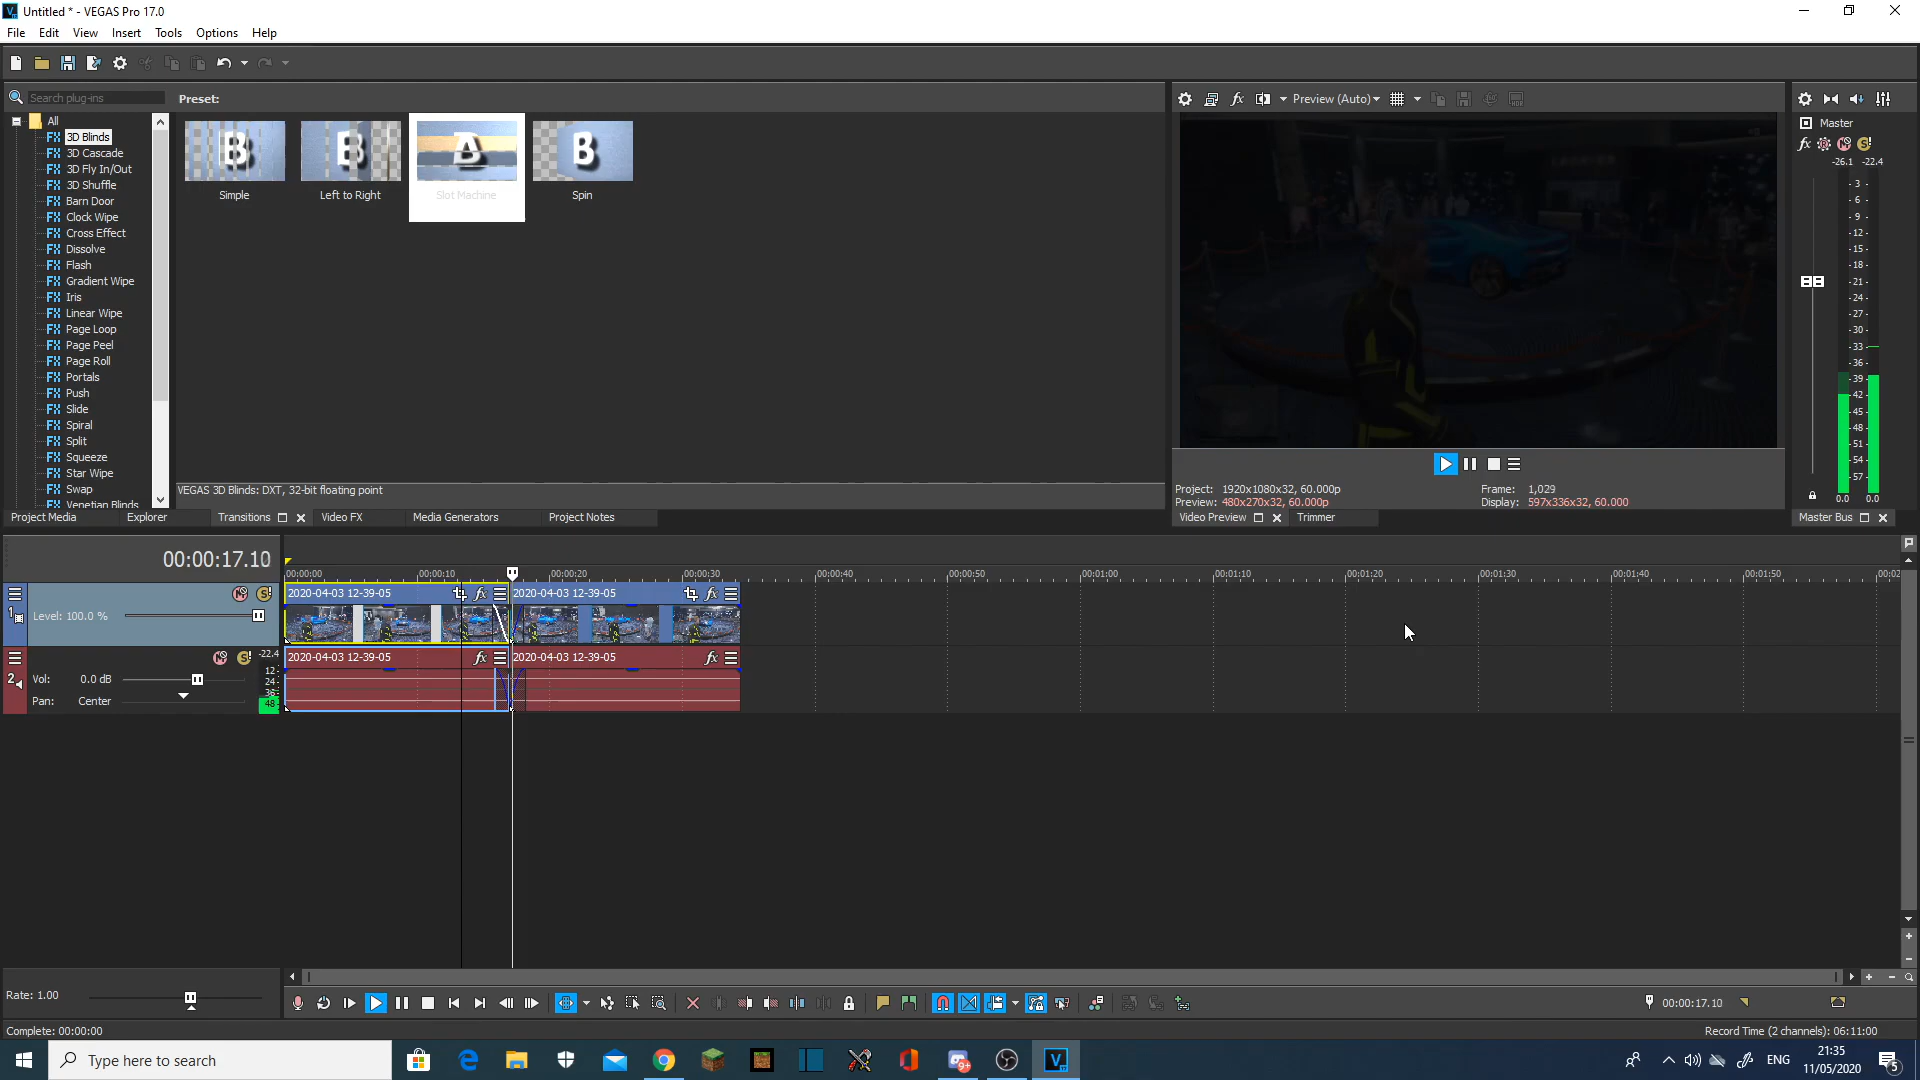 Untitled * - VEGAS Pro 17.0
File Edit View Insert Tools Options Help
Search plug-ins
Preset:
Preview (Auto)
All
3D Blinds
3D Cascade
3D Fly In/Out
3D Shuffle
Barn Door
Clock Wipe
Cross Effect
Dissolve
Flash
Gradient Wipe
Iris
Linear Wipe
Page Loop
Page Peel
Page Roll
Portals
Push
Slide
Spiral
Split
Squeeze
Star Wipe
Swap
Venetian Blinds
Simple Left to Right Slot Machine Spin
VEGAS 3D Blinds: DXT, 32-bit floating point
Project Media Explorer Transitions Video FX Media Generators Project Notes
Project: 1920x1080x32, 60.000p Frame: 1,029
Preview: 480x270x32, 60.000p Display: 597x336x32, 60.000
Video Preview Trimmer
Master
-26.1 -22.4
- 3 -
- 6 -
- 9 -
- 12 -
- 15 -
- 18 -
- 21 -
- 24 -
- 27 -
- 30 -
- 33 -
- 36 -
- 39 -
- 42 -
- 45 -
- 48 -
- 51 -
- 54 -
- 57 -
0.0 0.0
Master Bus
00:00:17.10
00:00:00 00:00:10 00:00:20 00:00:30 00:00:40 00:00:50 00:01:00 00:01:10 00:01:20 00:01:30 00:01:40 00:01:50 00:02
1
Level: 100.0 %
2020-04-03 12-39-05 fx 2020-04-03 12-39-05 fx
2
Vol: 0.0 dB
Pan: Center
-22.4
12-
24-
36-
48-
2020-04-03 12-39-05 fx 2020-04-03 12-39-05 fx
Rate: 1.00
00:00:17.10
Complete: 00:00:00
Record Time (2 channels): 06:11:00
Type here to search
ENG
21:35
11/05/2020
5